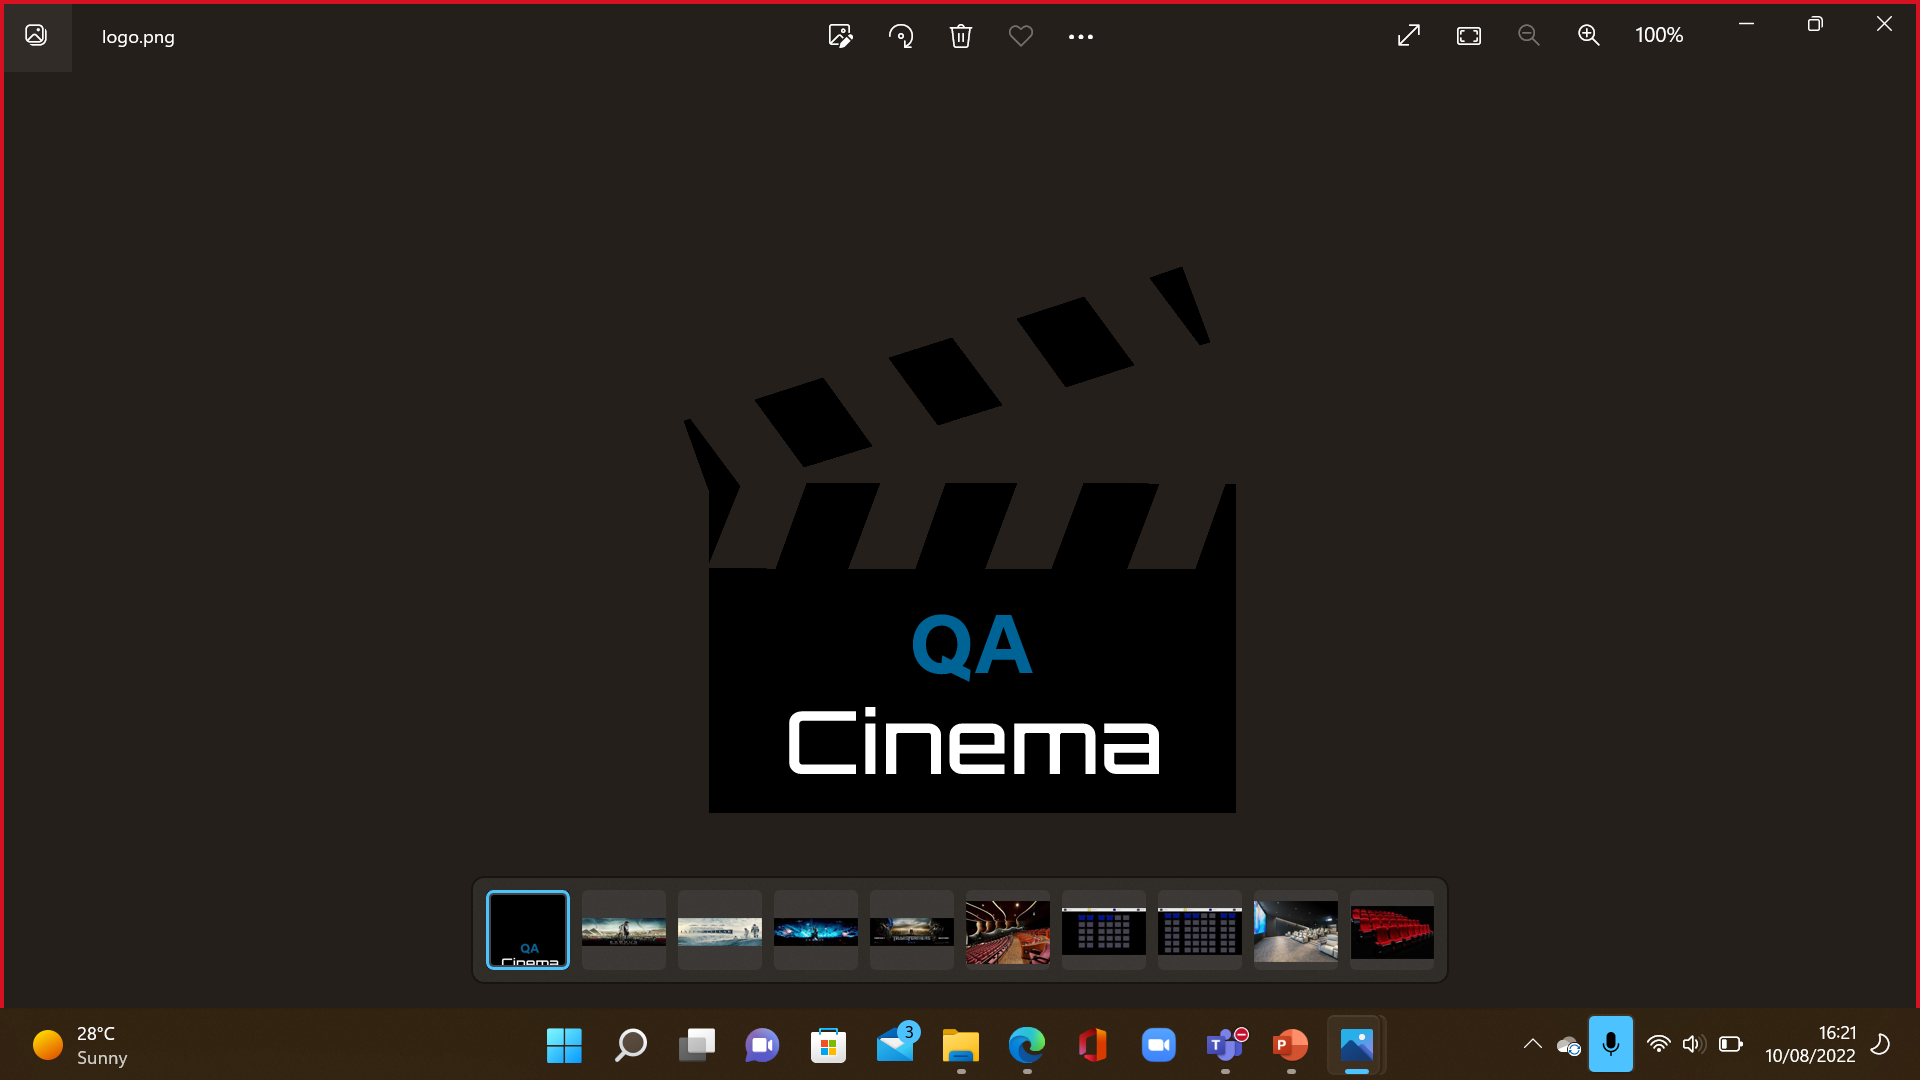 logo.png
100%
QA
Cinema
QA
Cinema
28°C
Sunny
3
16:21
10/08/2022